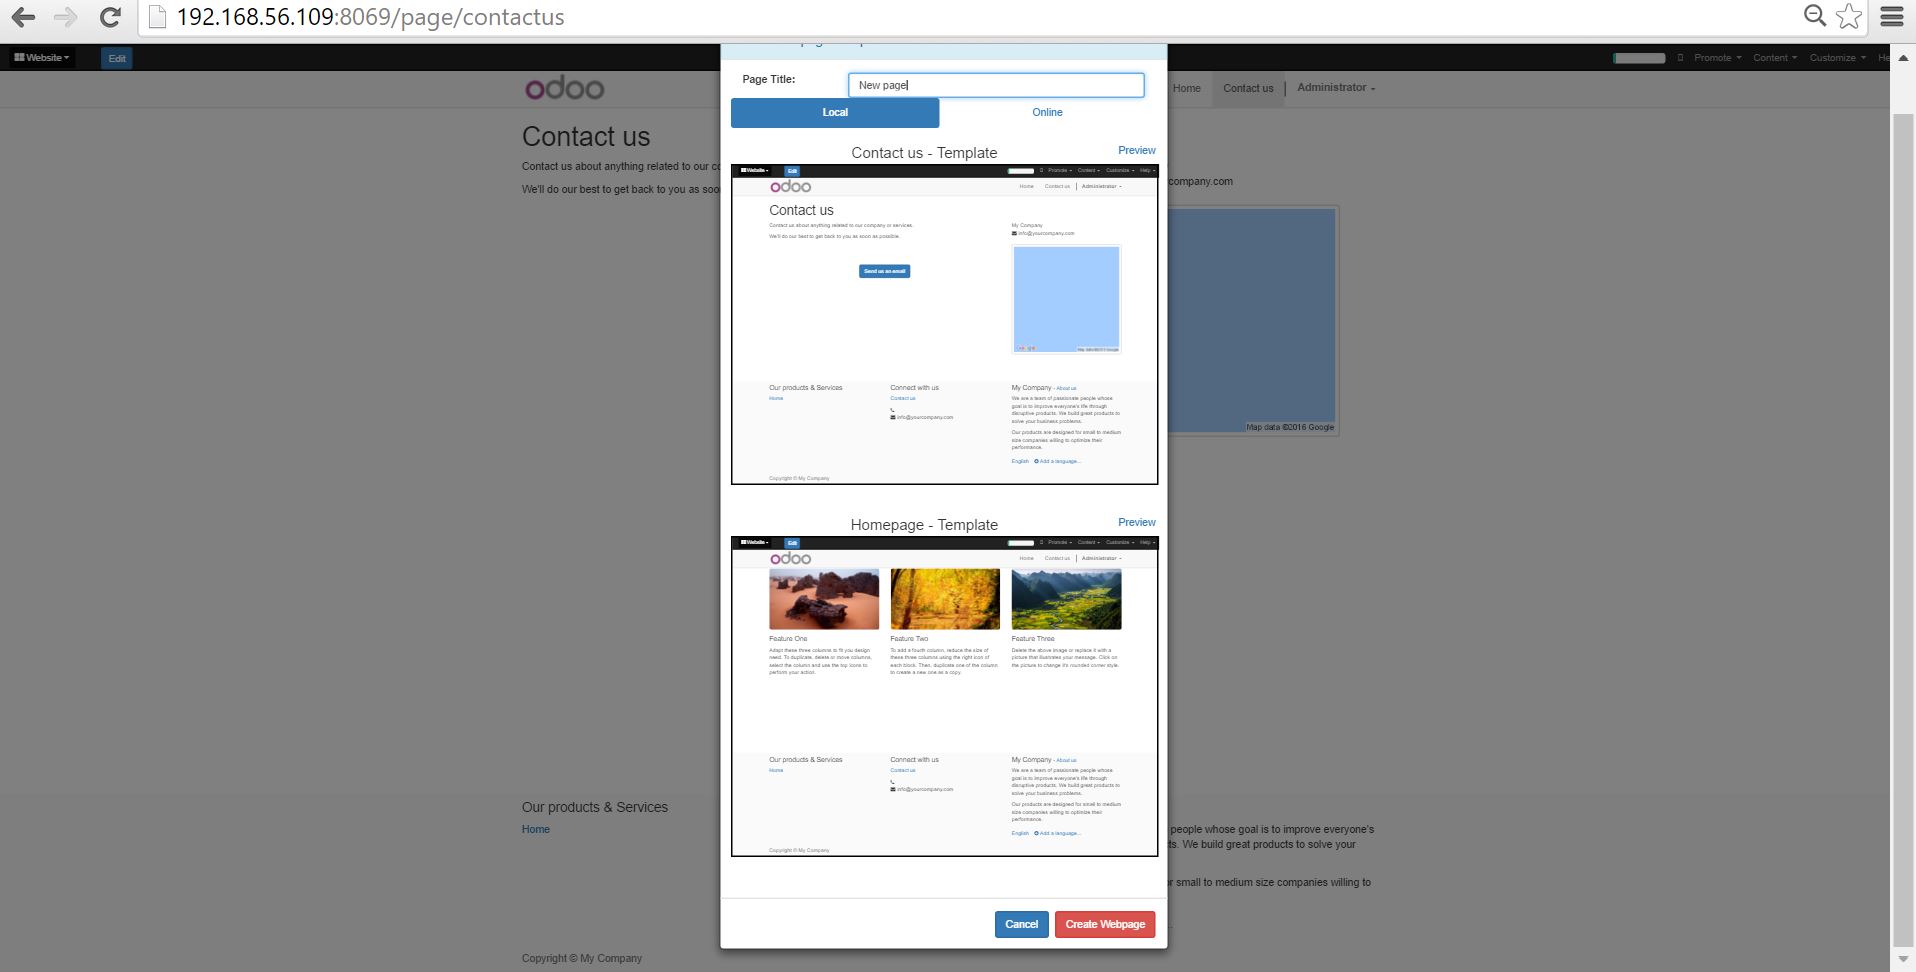 192.168.56.109:8069/page/contactus
Website
Edit
Promote
Content
Customize
He
odoo
Home
Contact us
Administrator
Contact us
Contact us about anything related to our co
We'll do our best to get back to you as soo
company.com
Map data ©2016 Google
Page Title:
New page
Local
Online
Contact us - Template
Preview
Website
Edit
Promote
Content
Customize
Help
odoo
Home
Contact us
Administrator
Contact us
Contact us about anything related to our company or services.
We'll do our best to get back to you as soon as possible.
My Company
info@yourcompany.com
Send us an email
Map data ©2016 Google
Our products & Services
Home
Connect with us
Contact us
info@yourcompany.com
My Company - About us
We are a team of passionate people whose
goal is to improve everyone's life through
disruptive products. We build great products to
solve your business problems.
Our products are designed for small to medium
size companies willing to optimize their
performance.
English
Add a language...
Copyright © My Company
Homepage - Template
Preview
Website
Edit
Promote
Content
Customize
Help
odoo
Home
Contact us
Administrator
Feature One
Adapt these three columns to fit you design
need. To duplicate, delete or move columns,
select the column and use the top icons to
perform your action.
Feature Two
To add a fourth column, reduce the size of
these three columns using the right icon of
each block. Then, duplicate one of the column
to create a new one as a copy.
Feature Three
Delete the above image or replace it with a
picture that illustrates your message. Click on
the picture to change it's rounded corner style.
Our products & Services
Home
Connect with us
Contact us
info@yourcompany.com
My Company - About us
We are a team of passionate people whose
goal is to improve everyone's life through
disruptive products. We build great products to
solve your business problems.
Our products are designed for small to medium
size companies willing to optimize their
performance.
English
Add a language...
Copyright © My Company
Cancel
Create Webpage
Our products & Services
Home
people whose goal is to improve everyone's
ts. We build great products to solve your
r small to medium size companies willing to
Copyright © My Company